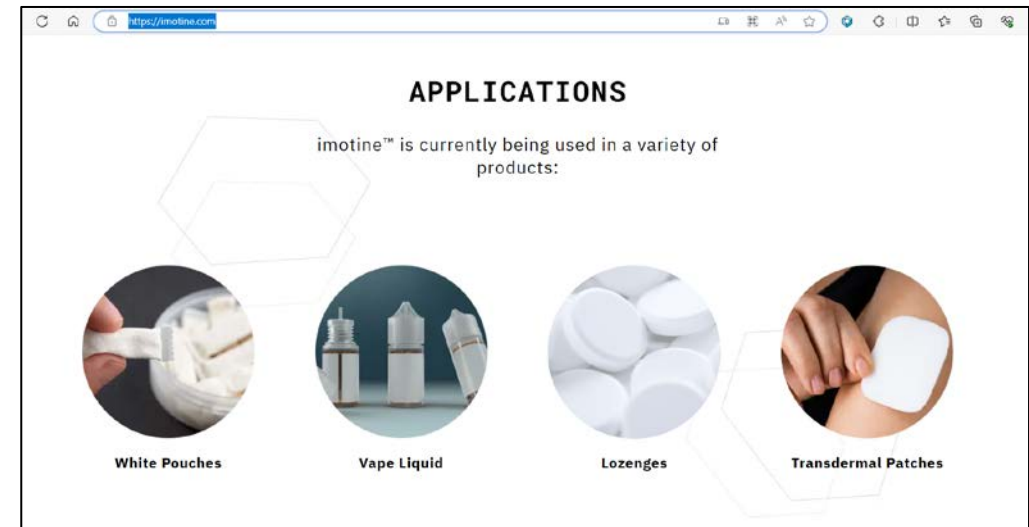 https://imotine.com
APPLICATIONS
imotine™ is currently being used in a variety of
products:
White Pouches
Vape Liquid
Lozenges
Transdermal Patches